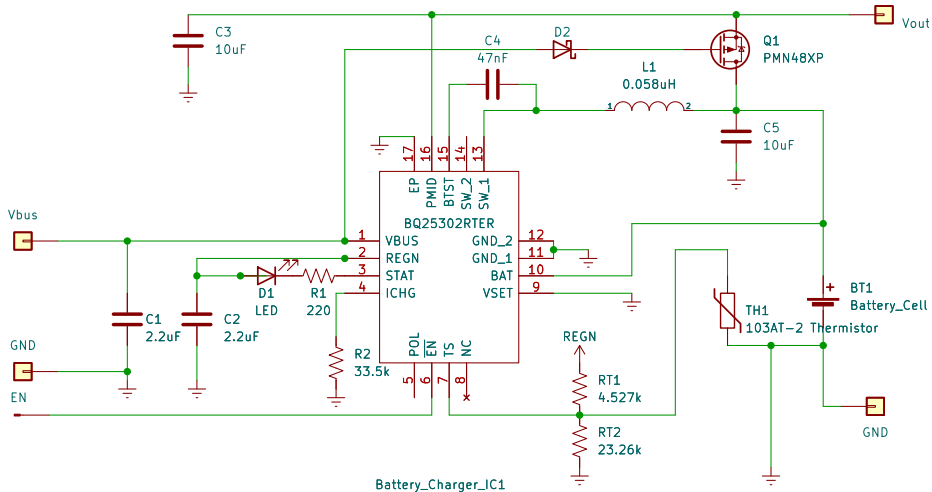 Vout
C3
10uF
D2
Q1
PMN48XP
C4
47nF
L1
0.058uH
1
2
C5
10uF
17
16
15
14
13
EP
PMID
BTST
SW_2
SW_1
BQ25302RTER
Vbus
1
VBUS
2
REGN
3
STAT
4
ICHG
GND_2
12
GND_1
11
BAT
10
VSET
9
D1
LED
R1
220
C1
2.2uF
C2
2.2uF
BT1
Battery_Cell
+
TH1
103AT-2 Thermistor
GND
EN
R2
33.5k
POL
EN
TS
NC
5
6
7
8
REGN
RT1
4.527k
RT2
23.26k
GND
Battery_Charger_IC1